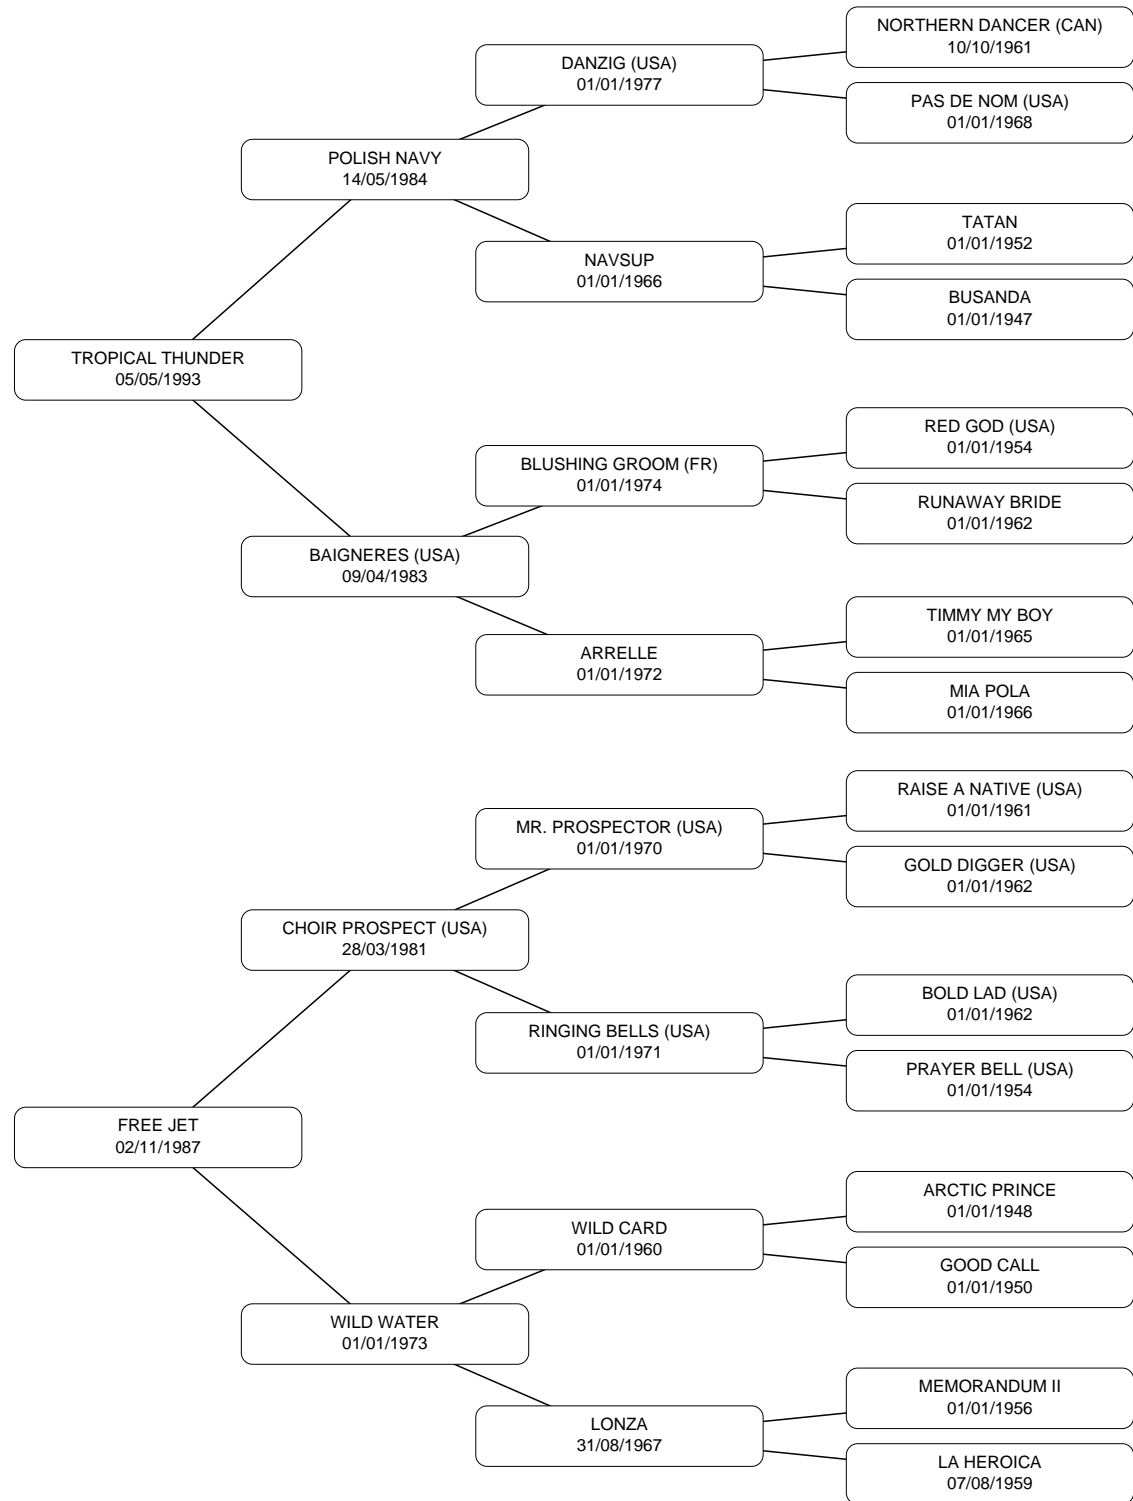 NORTHERN DANCER (CAN)
10/10/1961
DANZIG (USA)
01/01/1977
PAS DE NOM (USA)
01/01/1968
POLISH NAVY
14/05/1984
TATAN
01/01/1952
NAVSUP
01/01/1966
BUSANDA
01/01/1947
TROPICAL THUNDER
05/05/1993
RED GOD (USA)
01/01/1954
BLUSHING GROOM (FR)
01/01/1974
RUNAWAY BRIDE
01/01/1962
BAIGNERES (USA)
09/04/1983
TIMMY MY BOY
01/01/1965
ARRELLE
01/01/1972
MIA POLA
01/01/1966
RAISE A NATIVE (USA)
01/01/1961
MR. PROSPECTOR (USA)
01/01/1970
GOLD DIGGER (USA)
01/01/1962
CHOIR PROSPECT (USA)
28/03/1981
BOLD LAD (USA)
01/01/1962
RINGING BELLS (USA)
01/01/1971
PRAYER BELL (USA)
01/01/1954
FREE JET
02/11/1987
ARCTIC PRINCE
01/01/1948
WILD CARD
01/01/1960
GOOD CALL
01/01/1950
WILD WATER
01/01/1973
MEMORANDUM II
01/01/1956
LONZA
31/08/1967
LA HEROICA
07/08/1959